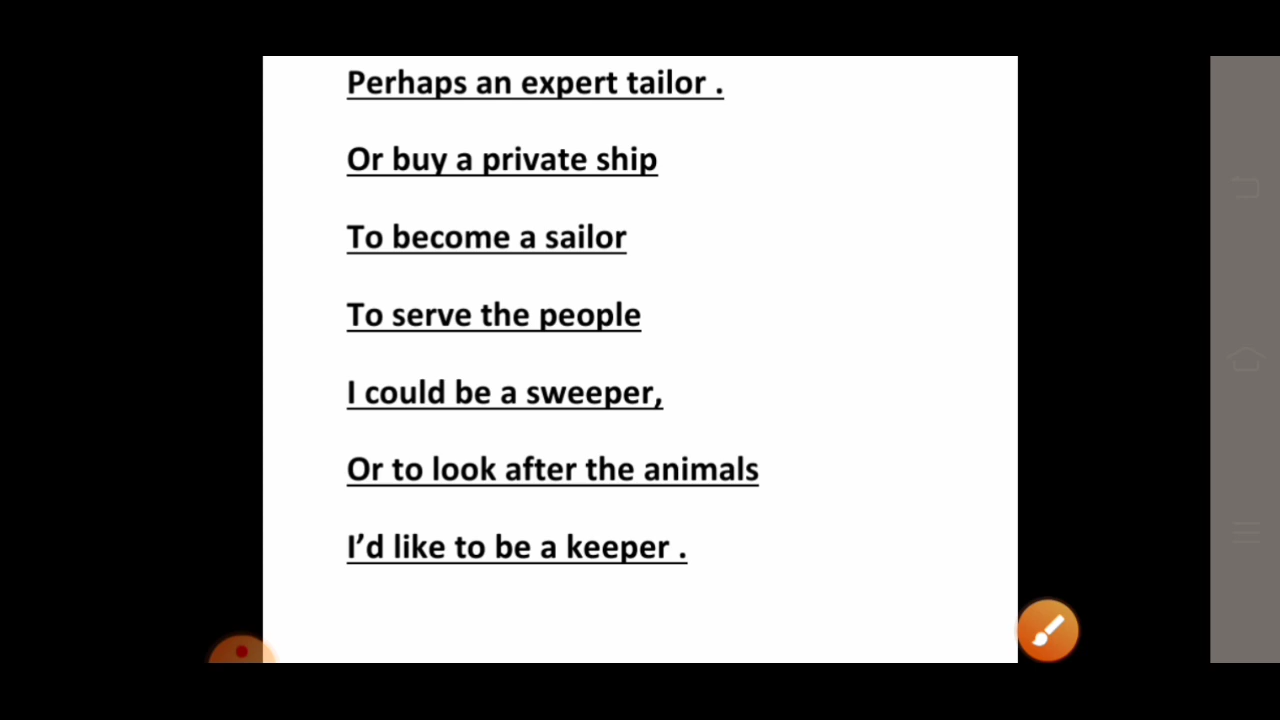 Perhaps an expert tailor .
Or buy a private ship
To become a sailor
To serve the people
I could be a sweeper,
Or to look after the animals
I’d like to be a keeper .